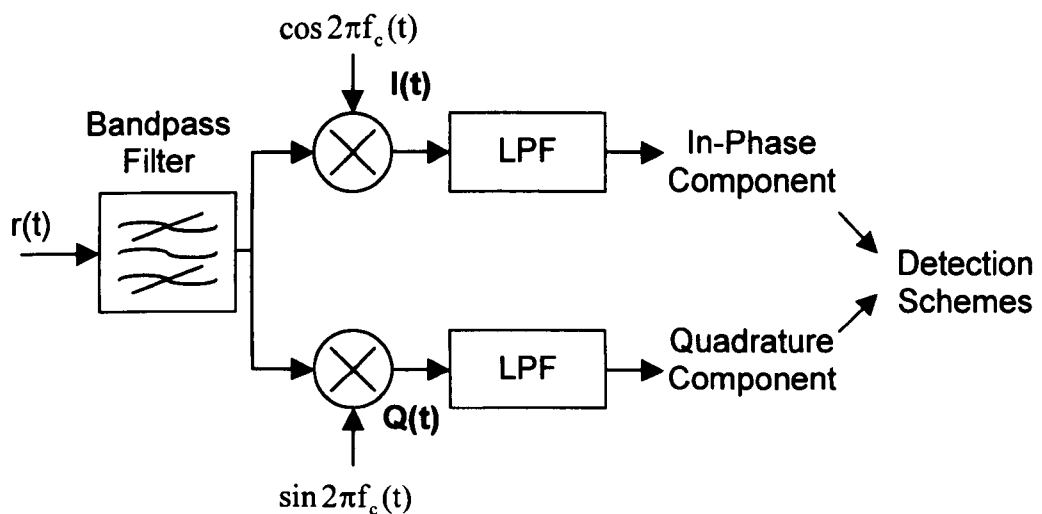 cos 2πf_c(t)
I(t)
Bandpass
Filter
LPF
In-Phase
Component
r(t)
Detection
Schemes
LPF
Quadrature
Component
Q(t)
sin 2πf_c(t)